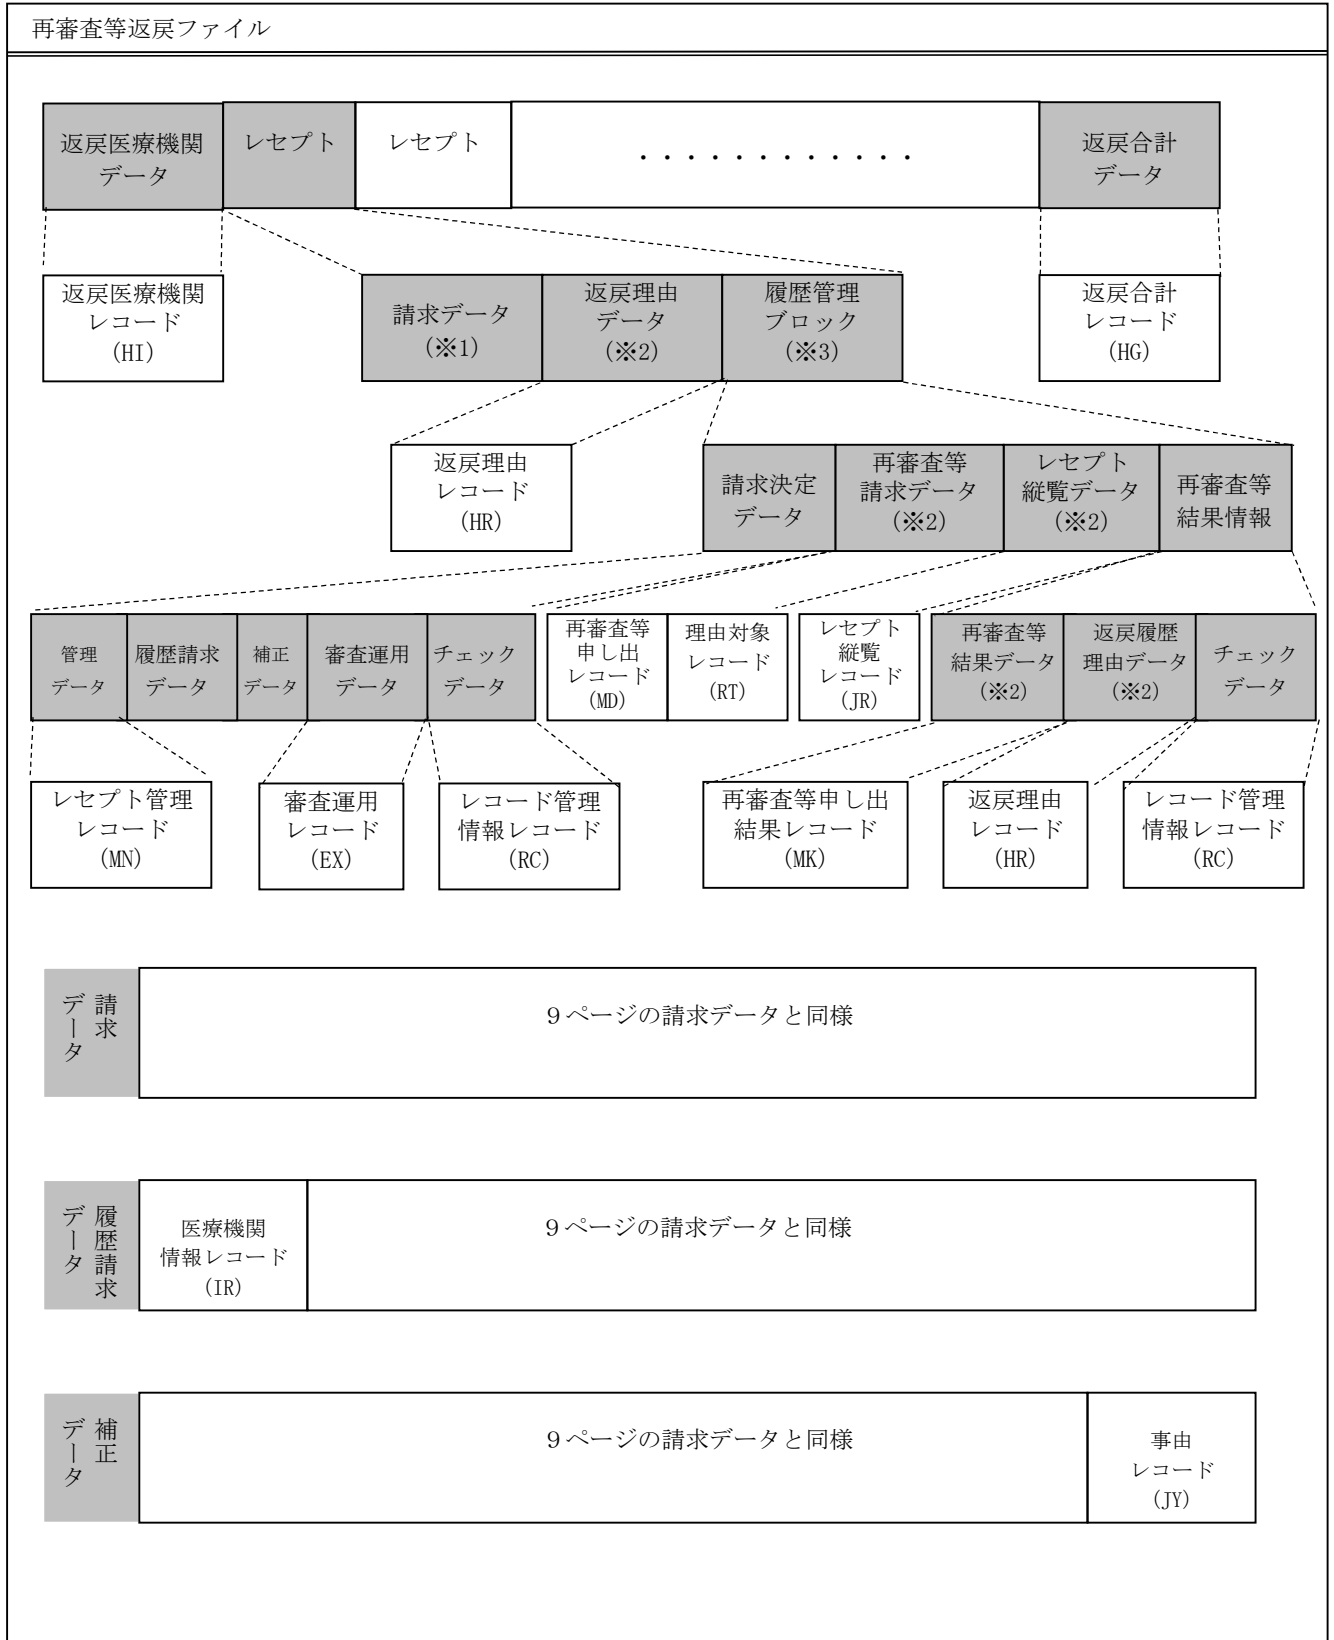 再審査等返戻ファイル
返戻医療機関
データ
レセプト
レセプト
・・・・・・・・・・・・
返戻合計
データ
返戻医療機関
レコード
(HI)
請求データ
(※1)
返戻理由
データ
(※2)
履歴管理
ブロック
(※3)
返戻合計
レコード
(HG)
返戻理由
レコード
(HR)
請求決定
データ
再審査等
請求データ
(※2)
レセプト
縦覧データ
(※2)
再審査等
結果情報
管理
データ
履歴請求
データ
補正
データ
審査運用
データ
チェック
データ
再審査等
申し出
レコード
(MD)
理由対象
レコード
(RT)
レセプト
縦覧
レコード
(JR)
再審査等
結果データ
(※2)
返戻履歴
理由データ
(※2)
チェック
データ
レセプト管理
レコード
(MN)
審査運用
レコード
(EX)
レコード管理
情報レコード
(RC)
再審査等申し出
結果レコード
(MK)
返戻理由
レコード
(HR)
レコード管理
情報レコード
(RC)
請求
データ
9ページの請求データと同様
履歴請求
データ
医療機関
情報レコード
(IR)
9ページの請求データと同様
補正
データ
9ページの請求データと同様
事由
レコード
(JY)